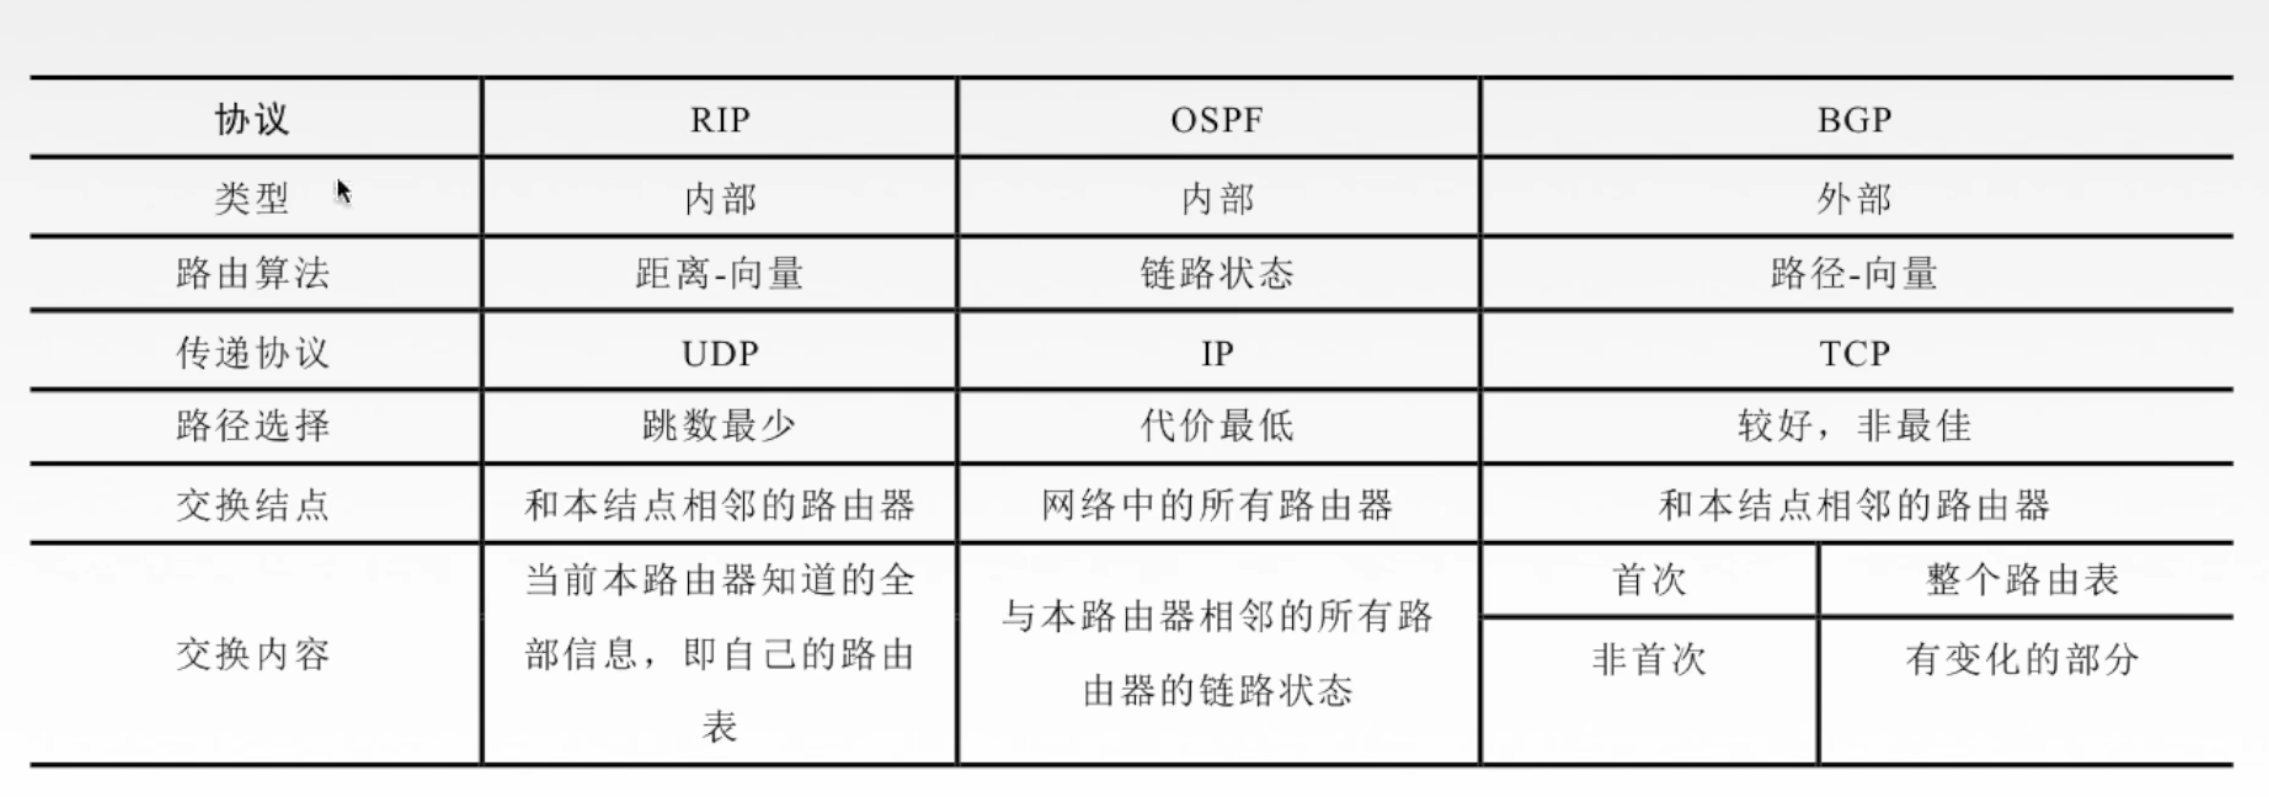 协议 RIP OSPF BGP
类型 内部 内部 外部
路由算法 距离-向量 链路状态 路径-向量
传递协议 UDP IP TCP
路径选择 跳数最少 代价最低 较好，非最佳
交换结点 和本结点相邻的路由器 网络中的所有路由器 和本结点相邻的路由器
交换内容
当前本路由器知道的全
部信息，即自己的路由
表
与本路由器相邻的所有路
由器的链路状态
首次 整个路由表
非首次 有变化的部分